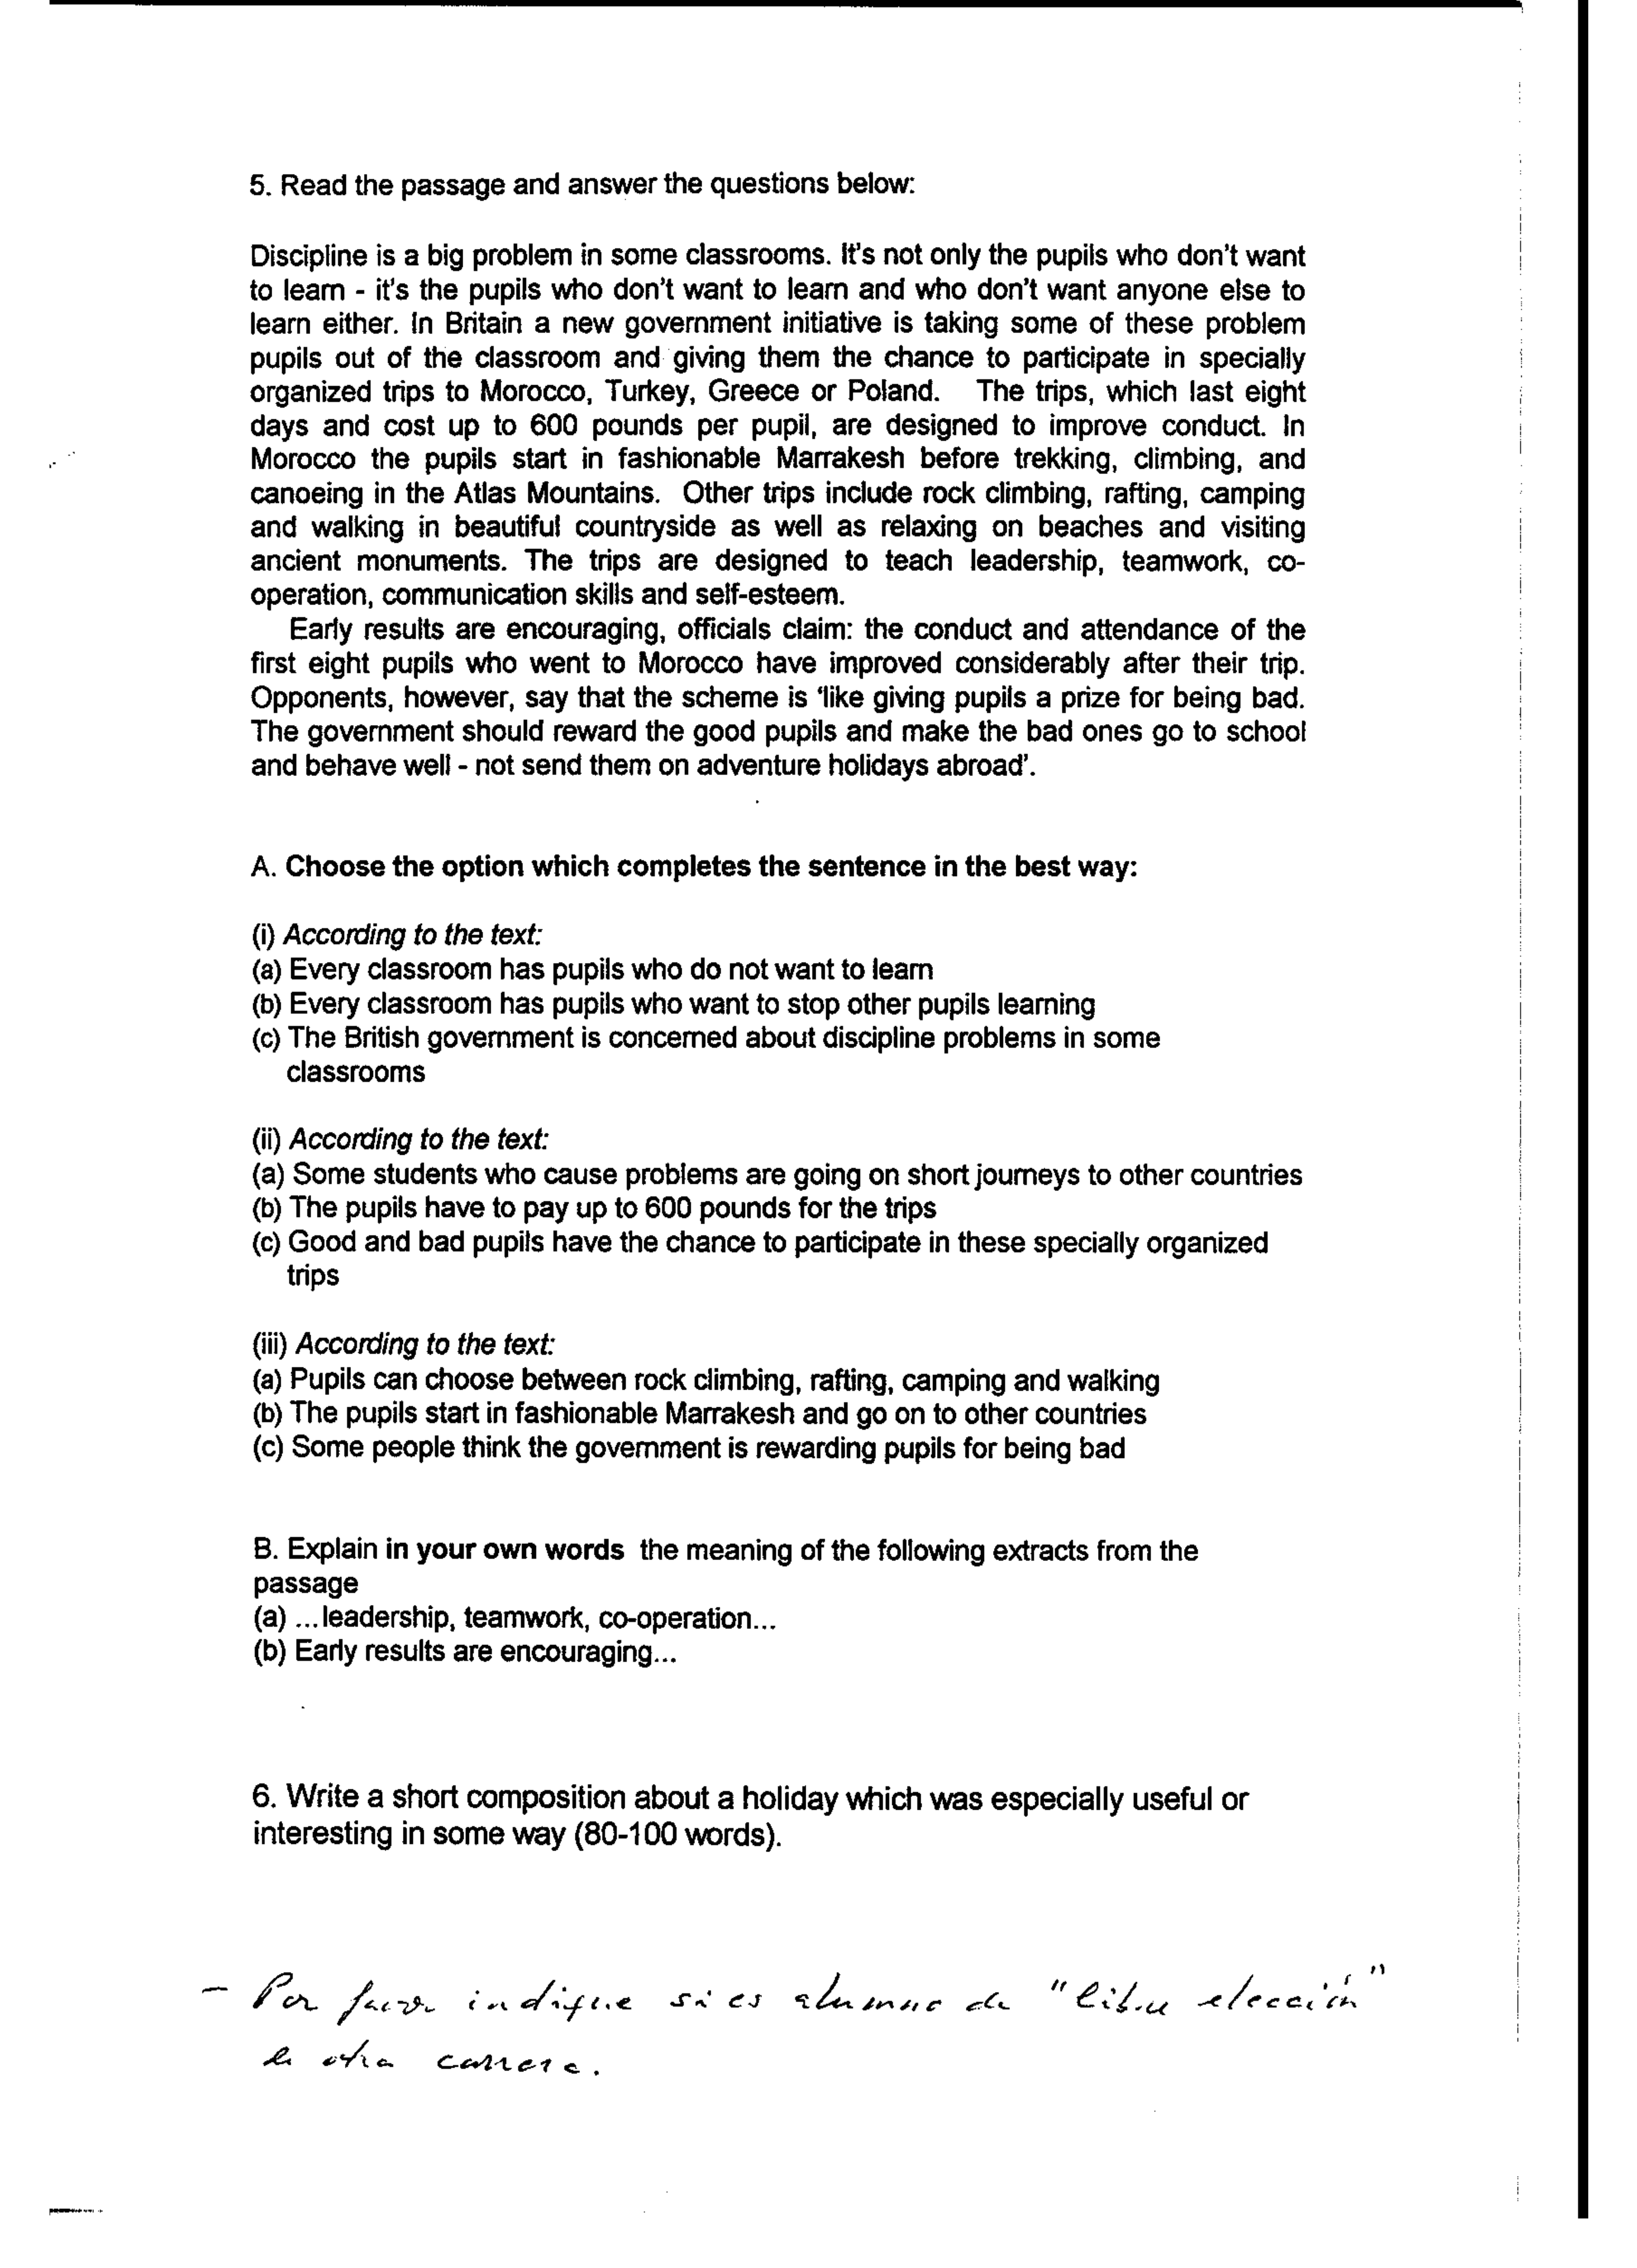 5. Read the passage and answer the questions below:
Discipline is a big problem in some classrooms. It's not only the pupils who don't want
to learn - it's the pupils who don't want to learn and who don't want anyone else to
learn either. In Britain a new government initiative is taking some of these problem
pupils out of the classroom and giving them the chance to participate in specially
organized trips to Morocco, Turkey, Greece or Poland. The trips, which last eight
days and cost up to 600 pounds per pupil, are designed to improve conduct. In
Morocco the pupils start in fashionable Marrakesh before trekking, climbing, and
canoeing in the Atlas Mountains. Other trips include rock climbing, rafting, camping
and walking in beautiful countryside as well as relaxing on beaches and visiting
ancient monuments. The trips are designed to teach leadership, teamwork, co-
operation, communication skills and self-esteem.
Early results are encouraging, officials claim: the conduct and attendance of the
first eight pupils who went to Morocco have improved considerably after their trip.
Opponents, however, say that the scheme is 'like giving pupils a prize for being bad.
The government should reward the good pupils and make the bad ones go to school
and behave well - not send them on adventure holidays abroad'.
A. Choose the option which completes the sentence in the best way:
(i) According to the text:
(a) Every classroom has pupils who do not want to learn
(b) Every classroom has pupils who want to stop other pupils learning
(c) The British government is concerned about discipline problems in some
classrooms
(ii) According to the text:
(a) Some students who cause problems are going on short journeys to other countries
(b) The pupils have to pay up to 600 pounds for the trips
(c) Good and bad pupils have the chance to participate in these specially organized
trips
(iii) According to the text:
(a) Pupils can choose between rock climbing, rafting, camping and walking
(b) The pupils start in fashionable Marrakesh and go on to other countries
(c) Some people think the government is rewarding pupils for being bad
B. Explain in your own words the meaning of the following extracts from the
passage
(a) ...leadership, teamwork, co-operation...
(b) Early results are encouraging...
6. Write a short composition about a holiday which was especially useful or
interesting in some way (80-100 words).
- Por favor indique si es alumno de "libre elección"
de otra carrera.